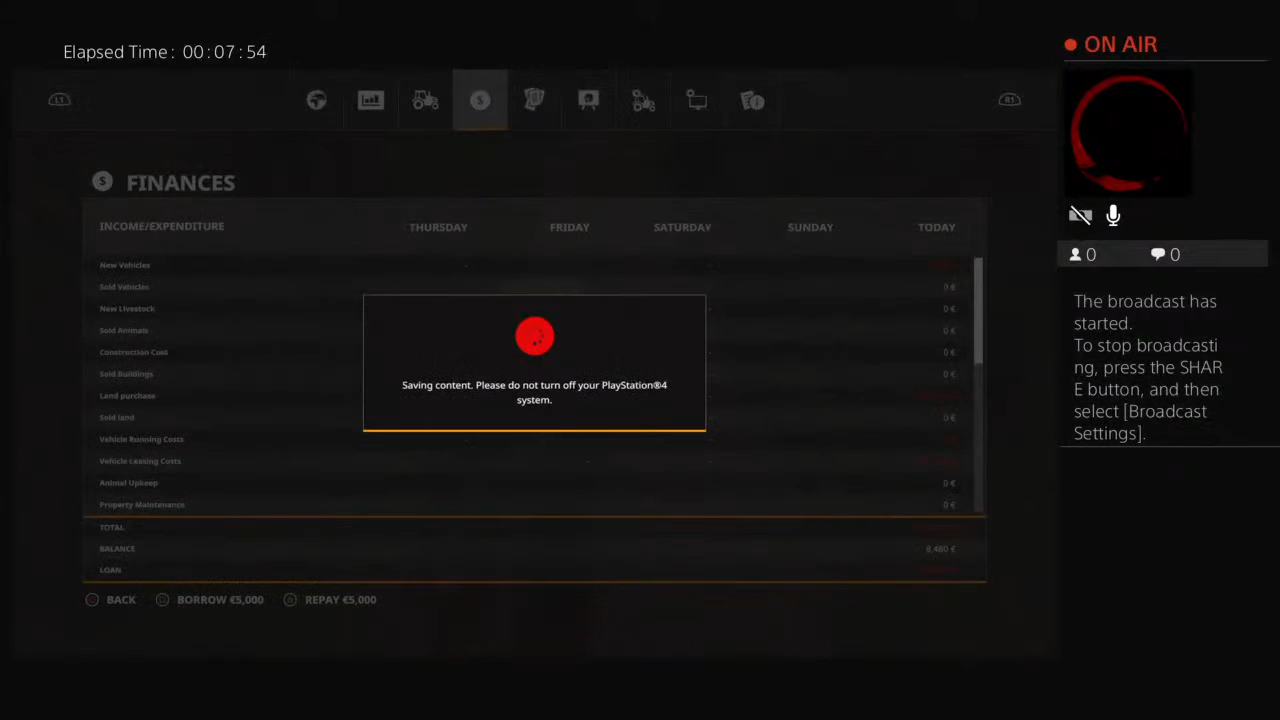 Elapsed Time: 00:07:54
ON AIR
L1
R1
FINANCES
INCOME/EXPENDITURE THURSDAY FRIDAY SATURDAY SUNDAY TODAY
New Vehicles
Sold Vehicles 0 €
New Livestock 0 €
Sold Animals 0 €
Construction Cost 0 €
Sold Buildings 0 €
Land purchase
Sold land 0 €
Vehicle Running Costs
Vehicle Leasing Costs
Animal Upkeep 0 €
Property Maintenance 0 €
TOTAL
BALANCE 8,480 €
LOAN
BACK BORROW €5,000 REPAY €5,000
Saving content. Please do not turn off your PlayStation®4
system.
0 0
The broadcast has
started.
To stop broadcasti
ng, press the SHAR
E button, and then
select [Broadcast
Settings].